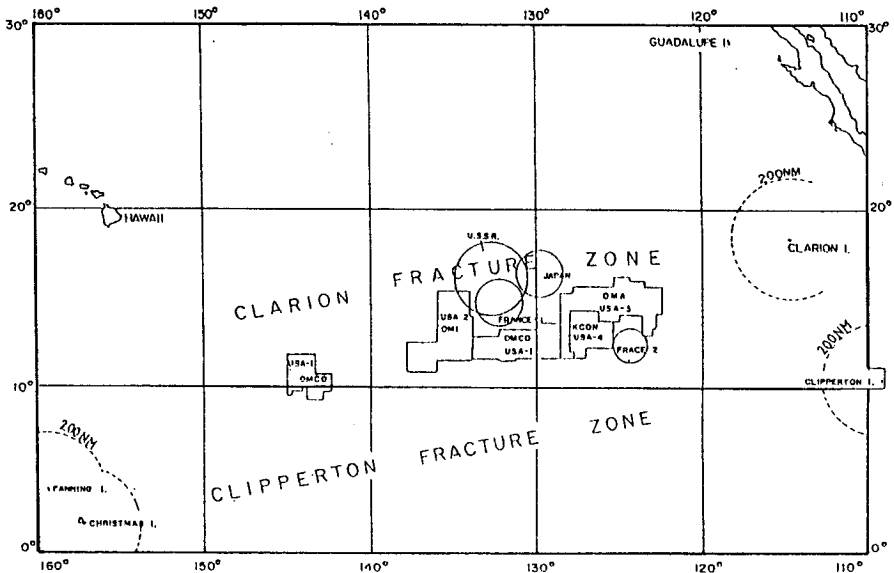 160° 150° 140° 130° 120° 110°
30° 30°
GUADALUPE Is
200NM
20° 20°
HAWAII
CLARION I.
U.S.S.R.
CLARION FRACTURE ZONE
JAPAN
OMA
USA-3
USA 2
OMI
FRANCE 1
KCON
USA-4
OMCO
USA-1
FRACE 2
200NM
USA-1
OMCO
10° 10°
CLIPPERTON I.
CLIPPERTON FRACTURE ZONE
200NM
FANNING I.
CHRISTMAS I.
0° 0°
160° 150° 140° 130° 120° 110°